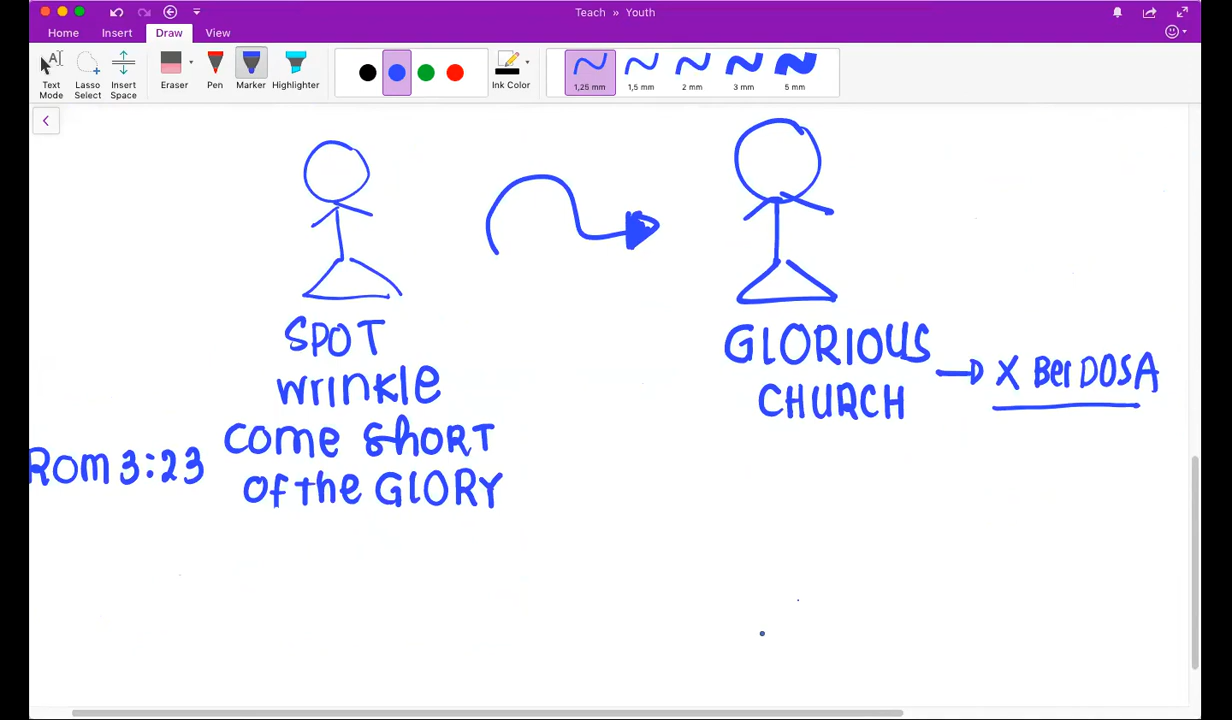 Teach » Youth
Home Insert Draw View
Text Mode
Lasso Select
Insert Space
Eraser
Pen
Marker
Highlighter
Ink Color
1,25 mm
1,5 mm
2 mm
3 mm
5 mm
SPOT
wrinkle
come short
of the GLORY
Rom 3:23
GLORIOUS
CHURCH
X BerDOSA